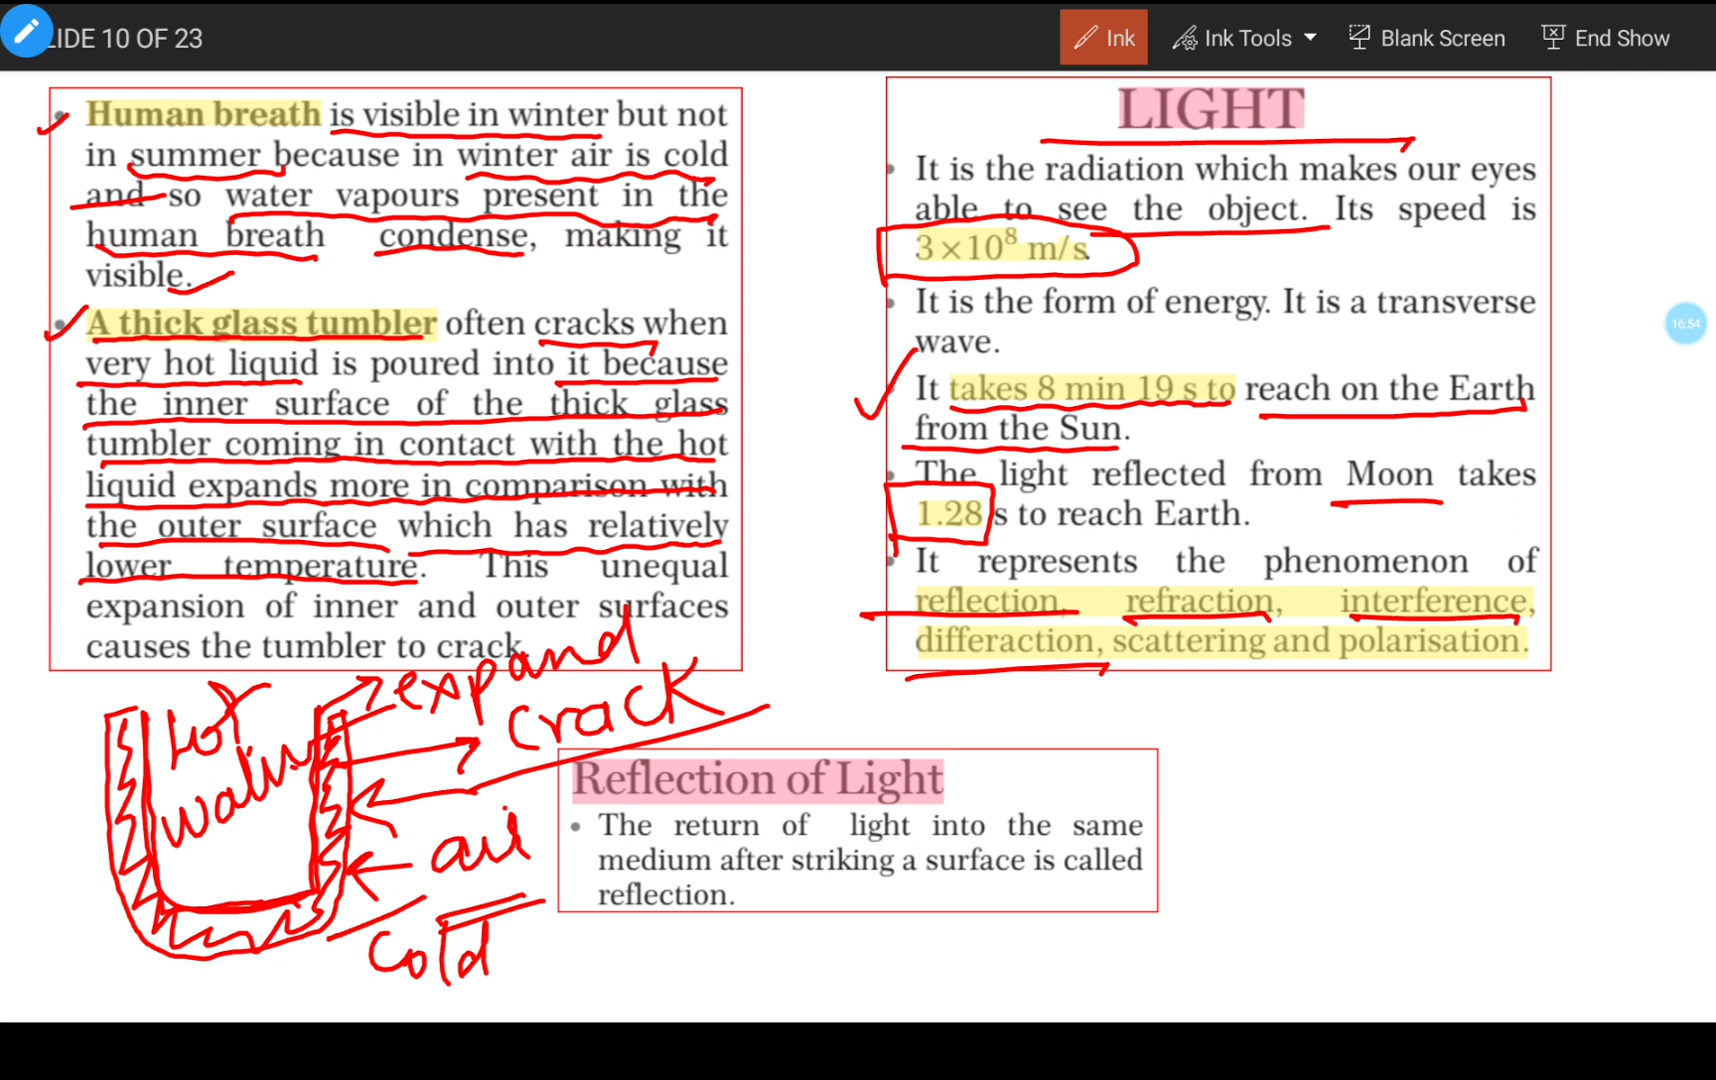 LIDE 10 OF 23
Ink
Ink Tools
Blank Screen
End Show
Human breath is visible in winter but not
in summer because in winter air is cold
and so water vapours present in the
human breath condense, making it
visible.
A thick glass tumbler often cracks when
very hot liquid is poured into it because
the inner surface of the thick glass
tumbler coming in contact with the hot
liquid expands more in comparison with
the outer surface which has relatively
lower temperature. This unequal
expansion of inner and outer surfaces
causes the tumbler to crack.
expand
crack
Hot
air
cold
LIGHT
It is the radiation which makes our eyes
able to see the object. Its speed is
3×10⁸ m/s.
It is the form of energy. It is a transverse
wave.
It takes 8 min 19 s to reach on the Earth
from the Sun.
The light reflected from Moon takes
1.28 s to reach Earth.
It represents the phenomenon of
reflection, refraction, interference,
differaction, scattering and polarisation.
16:54
Reflection of Light
The return of light into the same
medium after striking a surface is called
reflection.